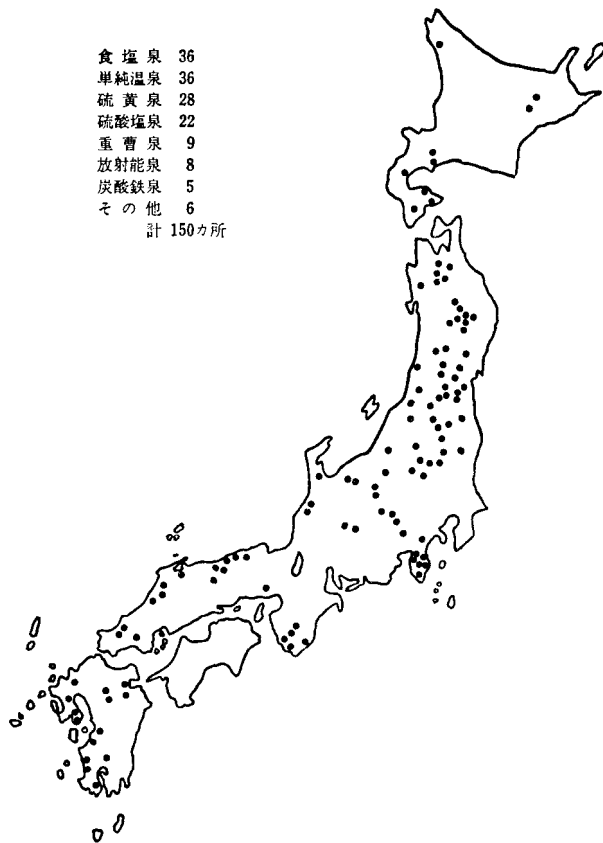 食塩泉 36
単純温泉 36
硫黄泉 28
硫酸塩泉 22
重曹泉 9
放射能泉 8
炭酸鉄泉 5
その他 6
計 150カ所